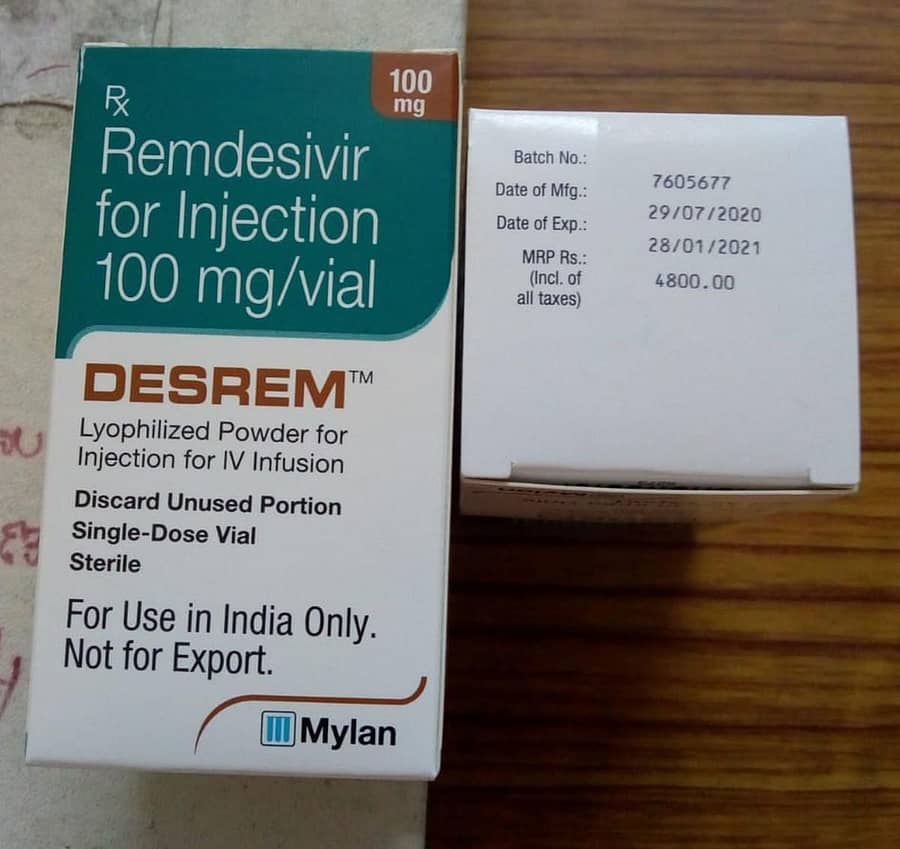 Rx
100
mg
Remdesivir
for Injection
100 mg/vial
DESREM™
Lyophilized Powder for
Injection for IV Infusion
Discard Unused Portion
Single-Dose Vial
Sterile
For Use in India Only.
Not for Export.
Mylan
Batch No.:
7605677
Date of Mfg.:
29/07/2020
Date of Exp.:
28/01/2021
MRP Rs.:
4800.00
(Incl. of
all taxes)